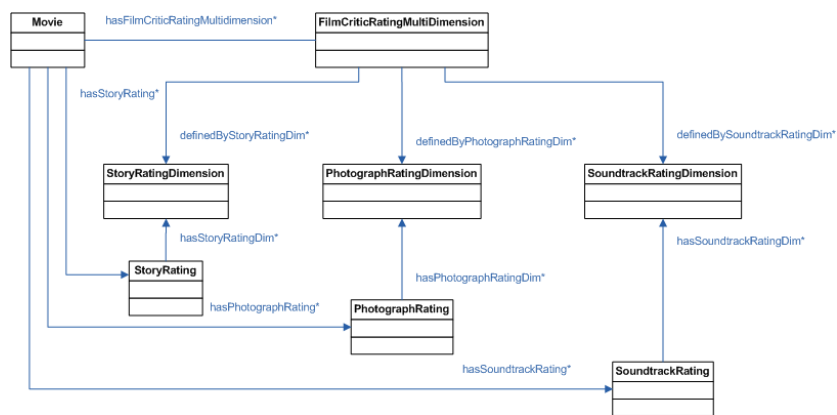 Movie
hasFilmCriticRatingMultidimension*
FilmCriticRatingMultiDimension
hasStoryRating*
definedByStoryRatingDim*
definedByPhotographRatingDim*
definedBySoundtrackRatingDim*
StoryRatingDimension
PhotographRatingDimension
SoundtrackRatingDimension
hasStoryRatingDim*
hasSoundtrackRatingDim*
StoryRating
hasPhotographRatingDim*
hasPhotographRating*
PhotographRating
hasSoundtrackRating*
SoundtrackRating